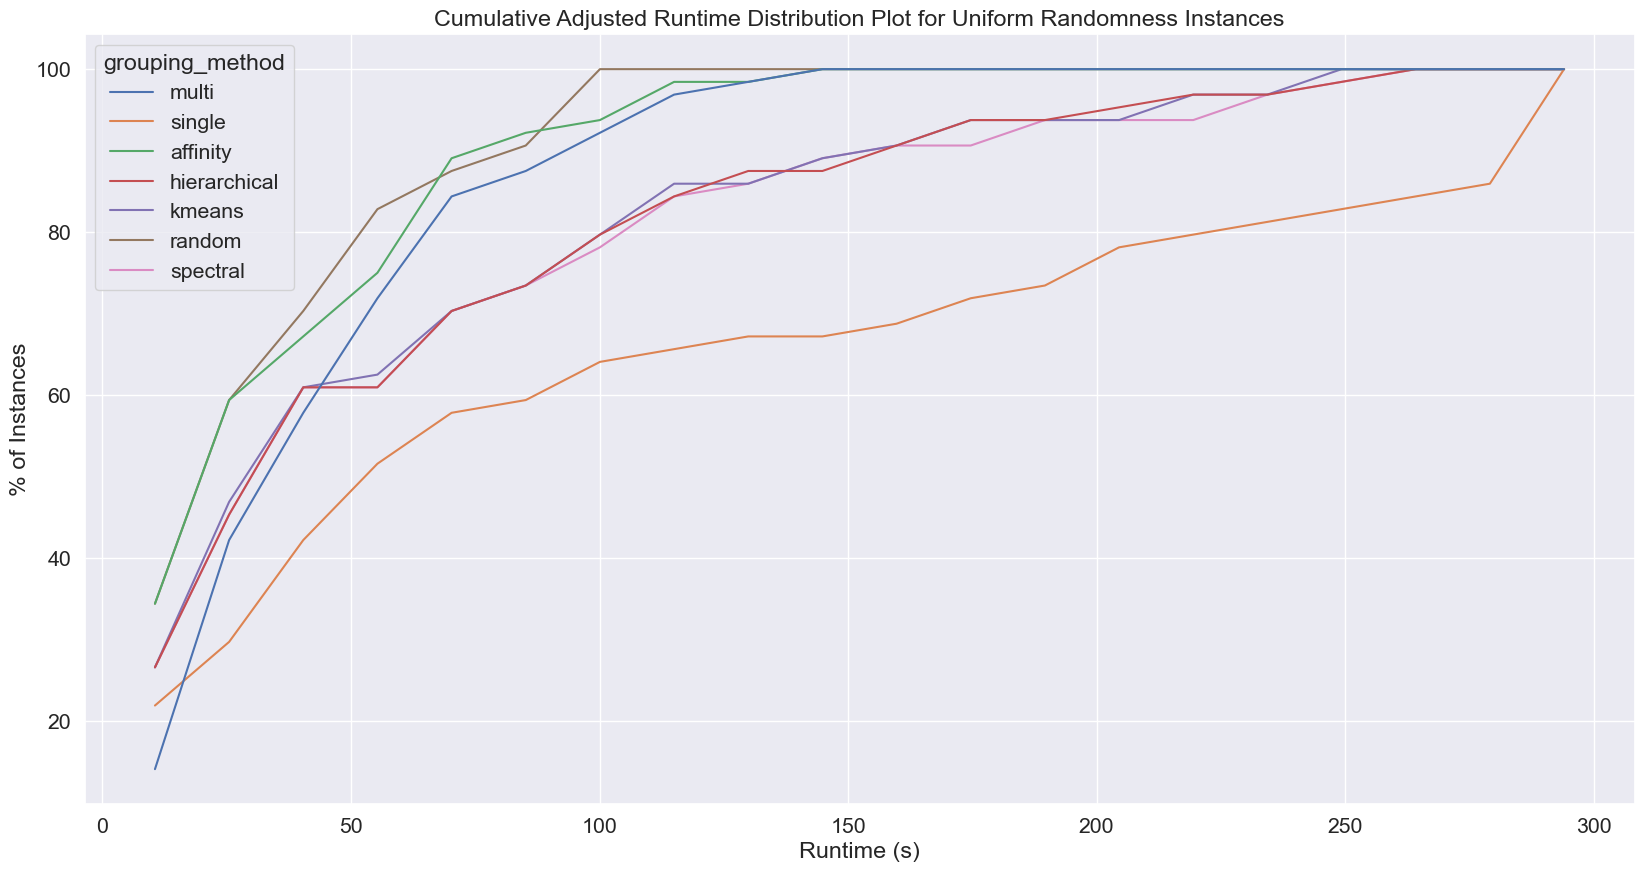 Cumulative Adjusted Runtime Distribution Plot for Uniform Randomness Instances
grouping_method
multi
single
affinity
hierarchical
kmeans
random
spectral
% of Instances
100
80
60
40
20
0 50 100 150 200 250 300
Runtime (s)